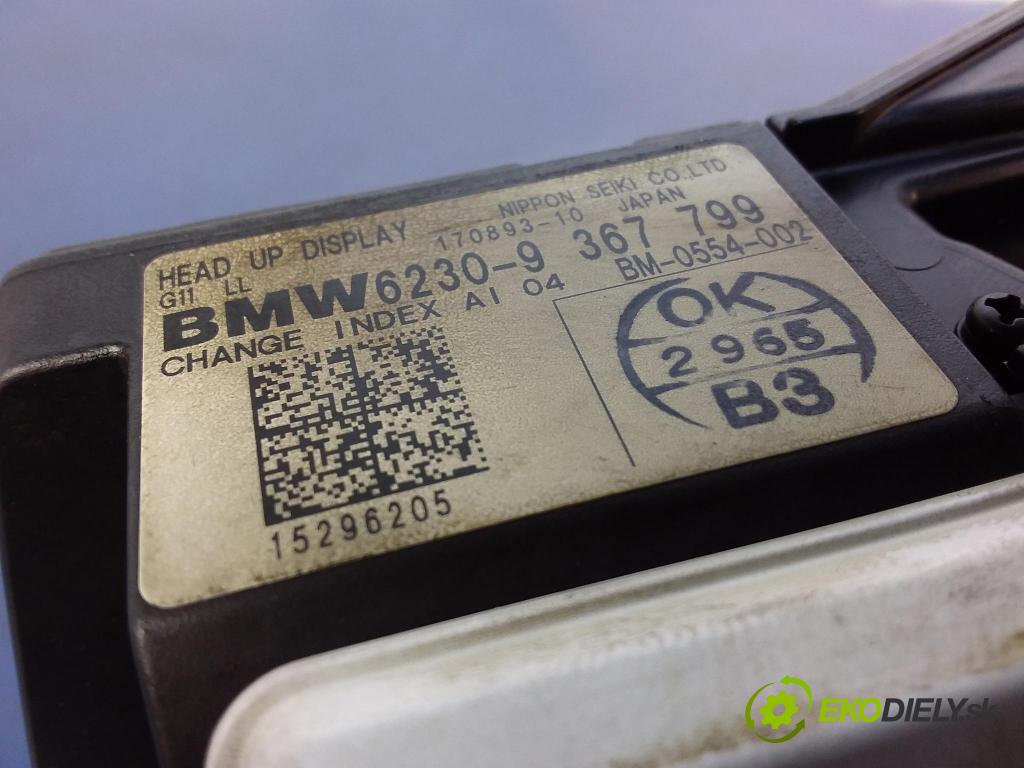 HEAD UP DISPLAY NIPPON SEIKI CO.,LTD
G11 LL 170893-10 JAPAN
BMW 6230-9 367 799
CHANGE INDEX AI 04 BM-0554-002
OK
2965
B3
15296205
EKODIELY.sk